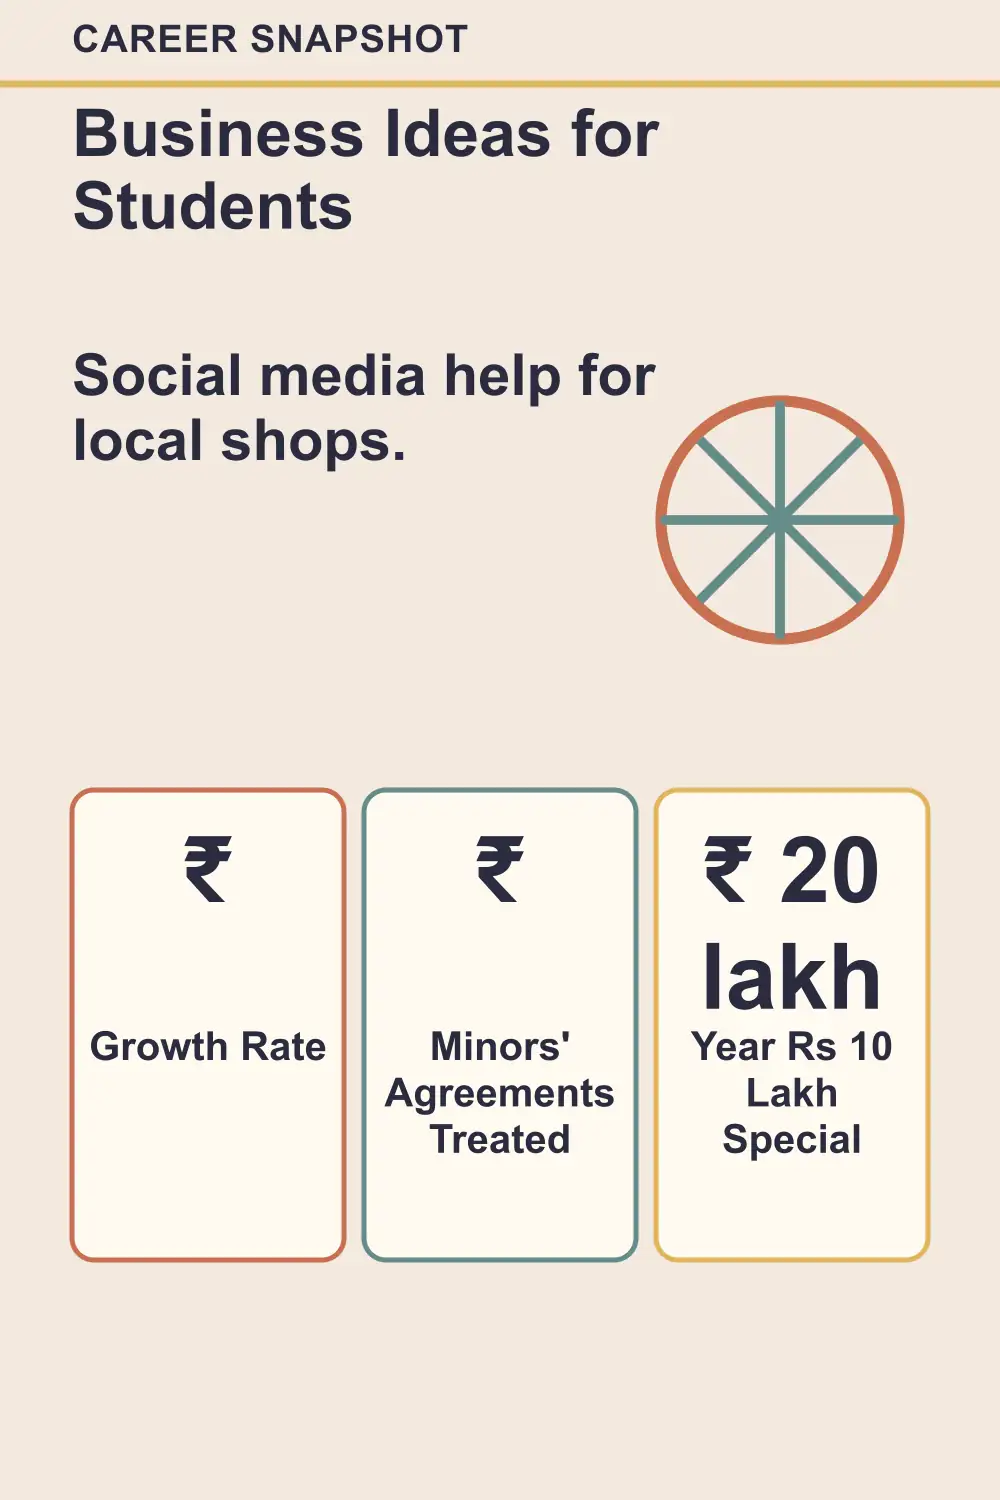 CAREER SNAPSHOT
Business Ideas for
Students
Social media help for
local shops.
₹
Growth Rate
₹
Minors'
Agreements
Treated
₹ 20
lakh
Year Rs 10
Lakh
Special